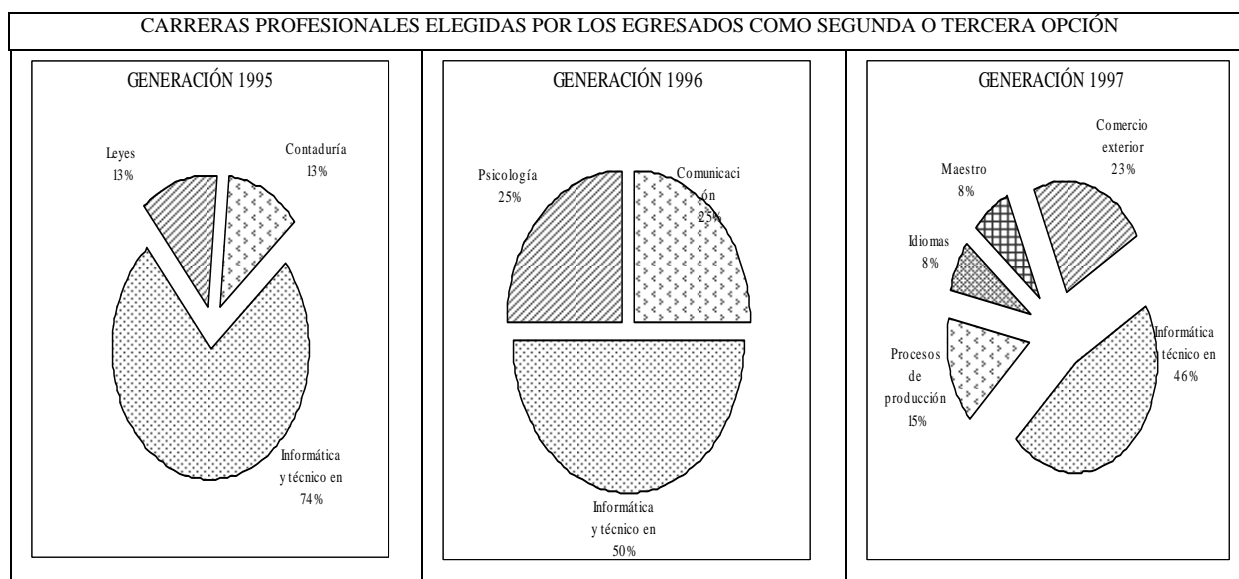 CARRERAS PROFESIONALES ELEGIDAS POR LOS EGRESADOS COMO SEGUNDA O TERCERA OPCIÓN
GENERACIÓN 1995
Leyes
13%
Contaduría
13%
Informática
y técnico en
74%
GENERACIÓN 1996
Psicología
25%
Comunicaci
ón
25%
Informática
y técnico en
50%
GENERACIÓN 1997
Comercio
exterior
23%
Maestro
8%
Idiomas
8%
Procesos
de
producción
15%
Informática
y técnico en
46%